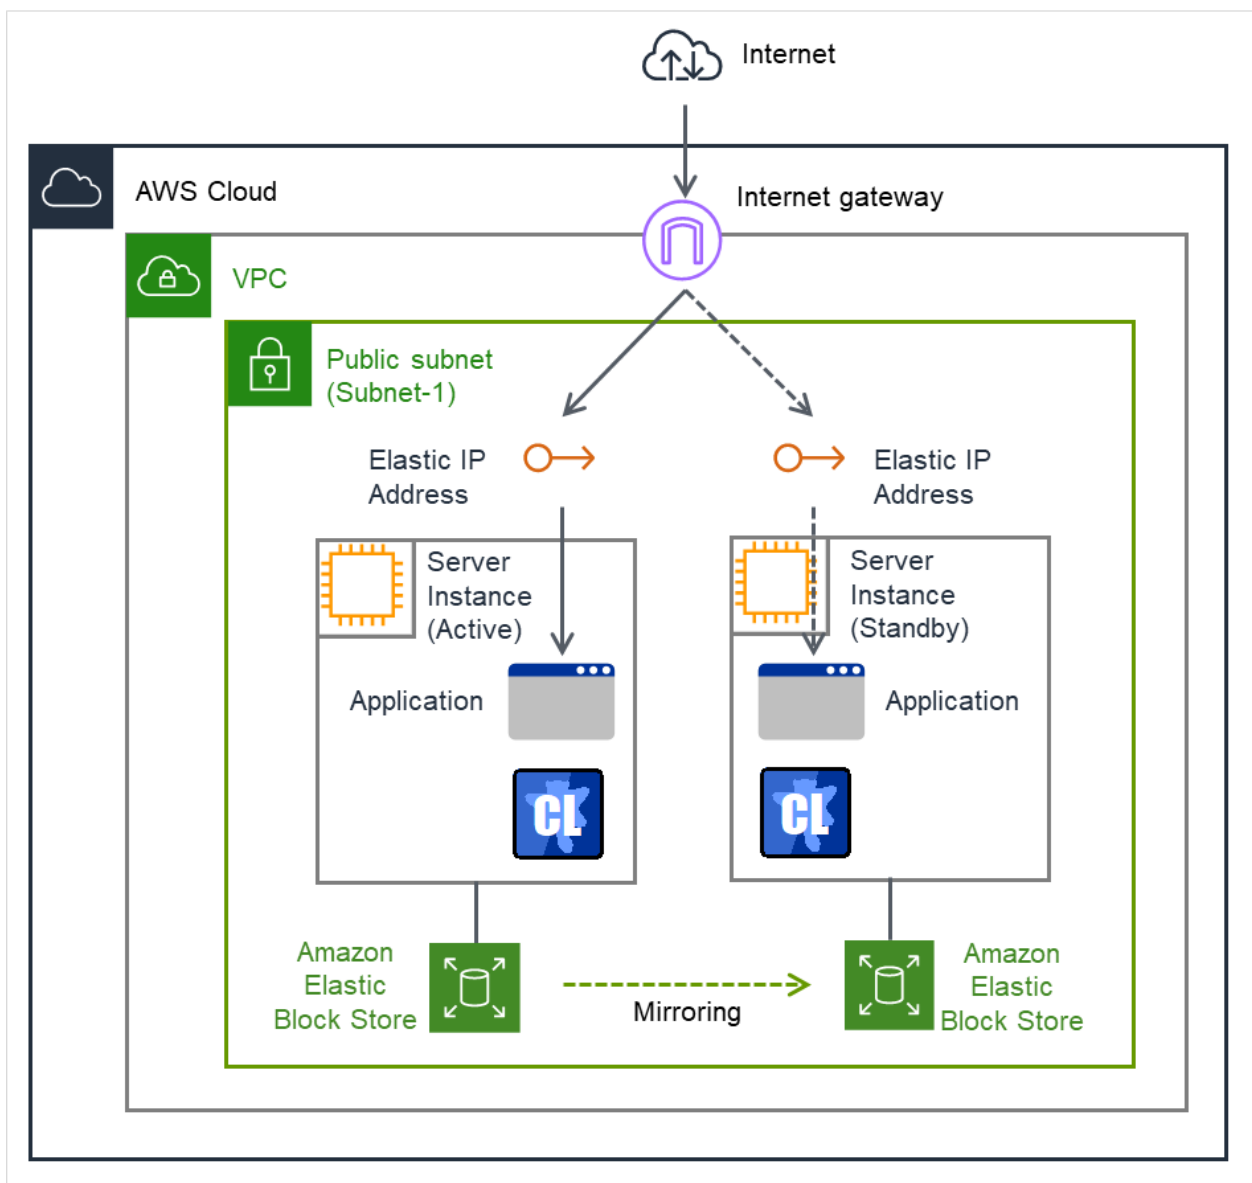 Internet
AWS Cloud
Internet gateway
VPC
Public subnet
(Subnet-1)
Elastic IP
Address
Elastic IP
Address
Server
Instance
(Active)
Server
Instance
(Standby)
Application
Application
CL
CL
Amazon
Elastic
Block Store
Mirroring
Amazon
Elastic
Block Store